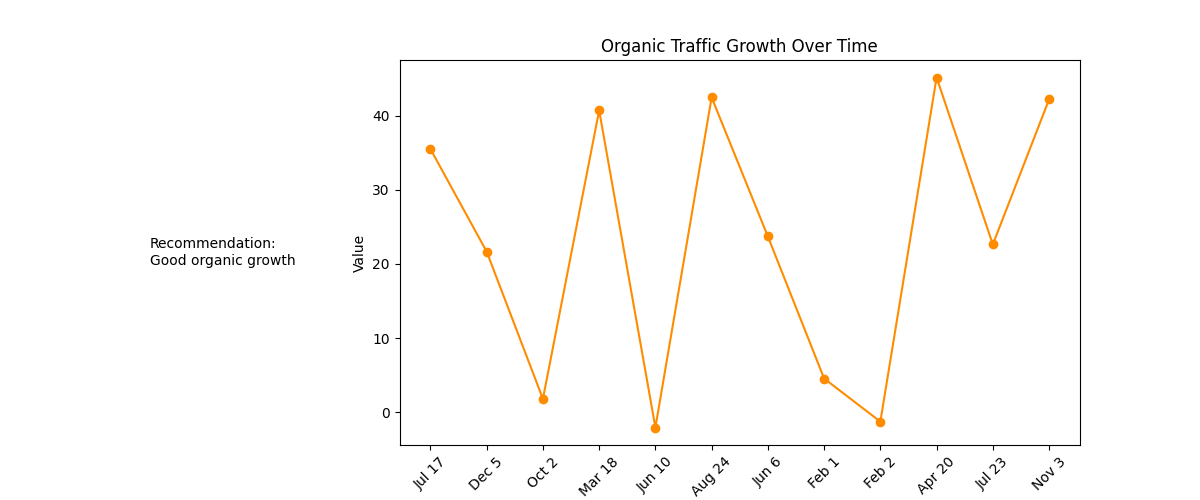 Organic Traffic Growth Over Time
Recommendation:
Good organic growth
Value
40
30
20
10
0
Jul 17
Dec 5
Oct 2
Mar 18
Jun 10
Aug 24
Jun 6
Feb 1
Feb 2
Apr 20
Jul 23
Nov 3